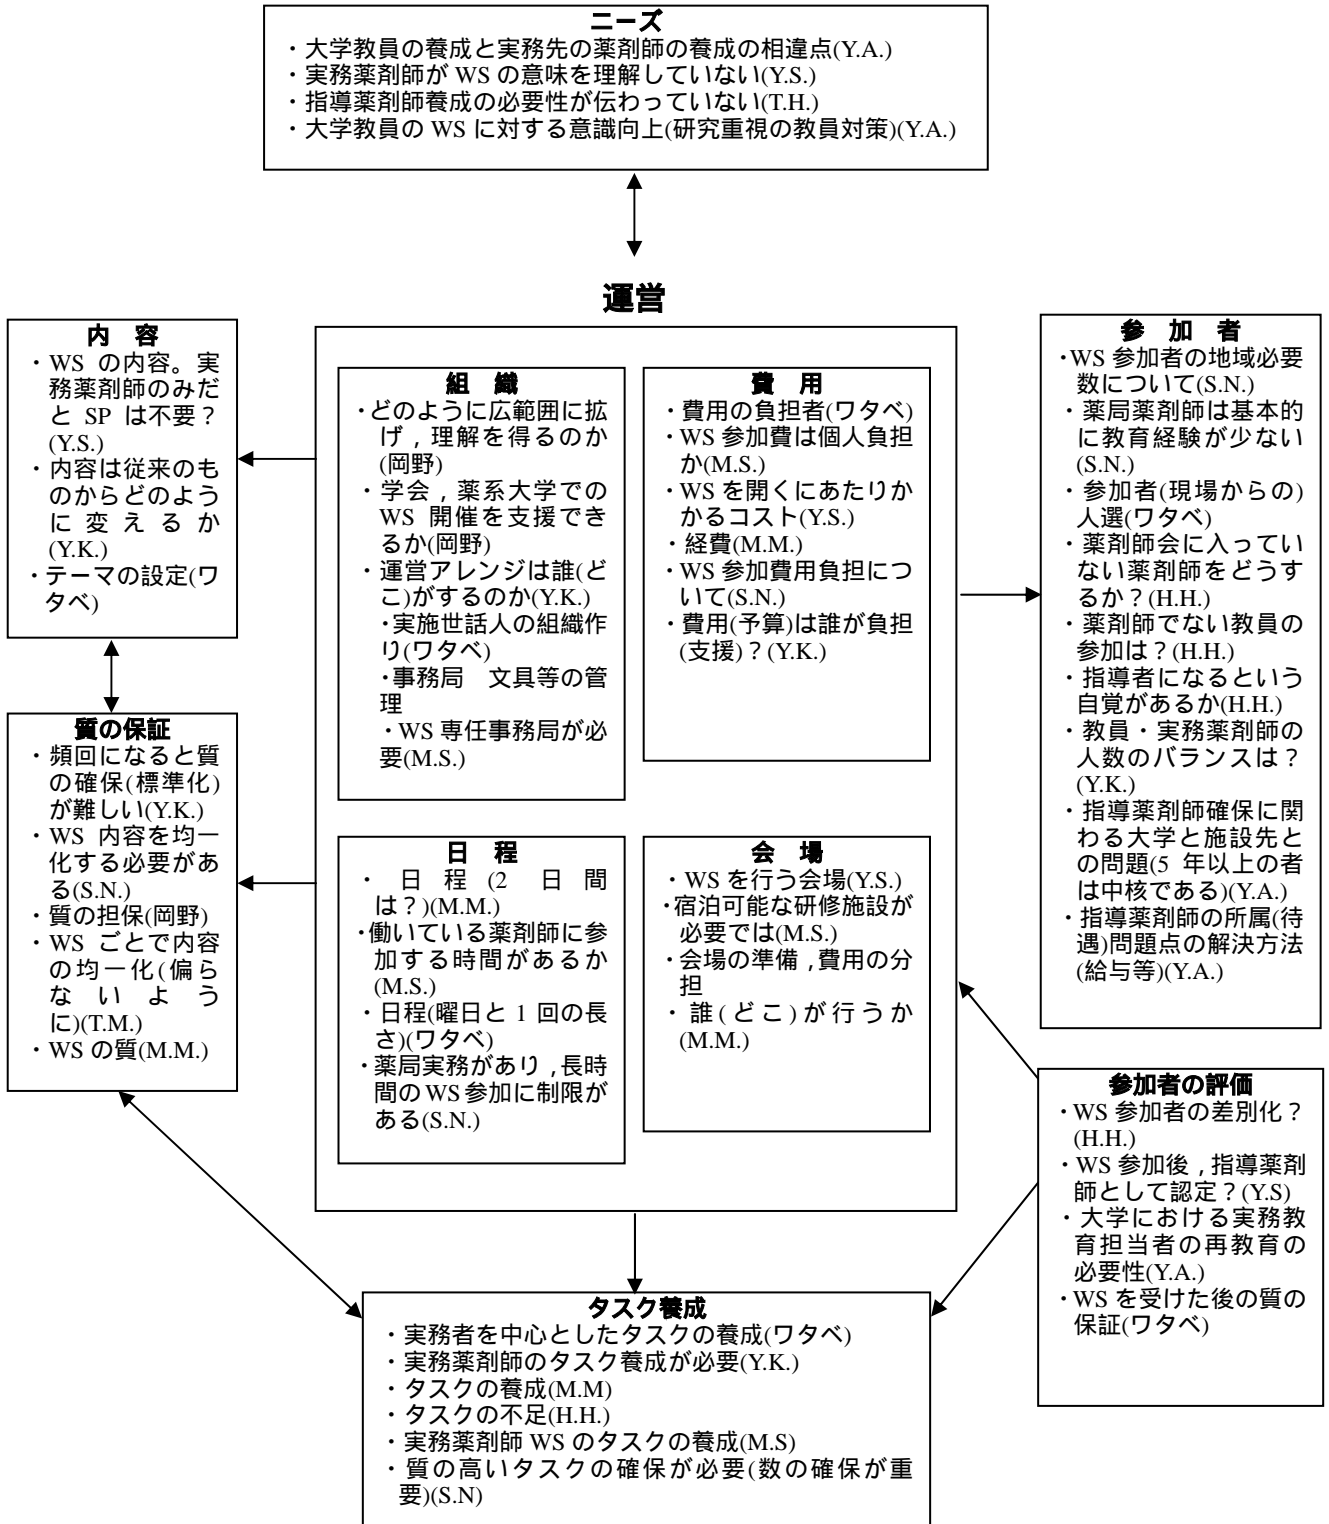 ニーズ
・大学教員の養成と実務先の薬剤師の養成の相違点(Y.A.)
・実務薬剤師が WS の意味を理解していない(Y.S.)
・指導薬剤師養成の必要性が伝わっていない(T.H.)
・大学教員の WS に対する意識向上(研究重視の教員対策)(Y.A.)
運営
内 容
・WS の内容。実
務薬剤師のみだ
と SP は不要？
(Y.S.)
・内容は従来のも
のからどのよう
に変えるか
(Y.K.)
・テーマの設定(ワ
タベ)
組 織
・どのように広範囲に拡
げ，理解を得るのか
(岡野)
・学会，薬系大学での
WS 開催を支援でき
るか(岡野)
・運営アレンジは誰(ど
こ)がするのか(Y.K.)
・実施世話人の組織作
り(ワタベ)
・事務局 文具等の管
理
・WS 専任事務局が必
要(M.S.)
費 用
・費用の負担者(ワタベ)
・WS 参加費は個人負担
か(M.S.)
・WS を開くにあたりか
かるコスト(Y.S.)
・経費(M.M.)
・WS 参加費用負担につ
いて(S.N.)
・費用(予算)は誰が負担
(支援)？(Y.K.)
参 加 者
・WS 参加者の地域必要
数について(S.N.)
・薬局薬剤師は基本的
に教育経験が少ない
(S.N.)
・参加者(現場からの)
人選(ワタベ)
・薬剤師会に入ってい
ない薬剤師をどうす
るか？(H.H.)
・薬剤師でない教員の
参加は？(H.H.)
・指導者になるという
自覚があるか(H.H.)
・教員・実務薬剤師の
人数のバランスは？
(Y.K.)
・指導薬剤師確保に関
わる大学と施設先と
の問題(5 年以上の者
は中核である)(Y.A.)
・指導薬剤師の所属(待
遇)問題点の解決方法
(給与等)(Y.A.)
質の保証
・頻回になると質
の確保(標準化)
が難しい(Y.K.)
・WS 内容を均一
化する必要があ
る(S.N.)
・質の担保(岡野)
・WS ごとで内容
の均一化(偏ら
ないよう
に)(T.M.)
・WS の質(M.M.)
日 程
・日程(2 日間
は？)(M.M.)
・働いている薬剤師に参
加する時間があるか
(M.S.)
・日程(曜日と 1 回の長
さ)(ワタベ)
・薬局実務があり，長時
間の WS 参加に制限が
ある(S.N.)
会 場
・WS を行う会場(Y.S.)
・宿泊可能な研修施設が
必要では(M.S.)
・会場の準備，費用の分
担
・誰(どこ)が行うか
(M.M.)
参加者の評価
・WS 参加者の差別化？
(H.H.)
・WS 参加後，指導薬剤
師として認定？(Y.S)
・大学における実務教
育担当者の再教育の
必要性(Y.A.)
・WS を受けた後の質の
保証(ワタベ)
タスク養成
・実務者を中心としたタスクの養成(ワタベ)
・実務薬剤師のタスク養成が必要(Y.K.)
・タスクの養成(M.M)
・タスクの不足(H.H.)
・実務薬剤師 WS のタスクの養成(M.S)
・質の高いタスクの確保が必要(数の確保が重
要)(S.N)